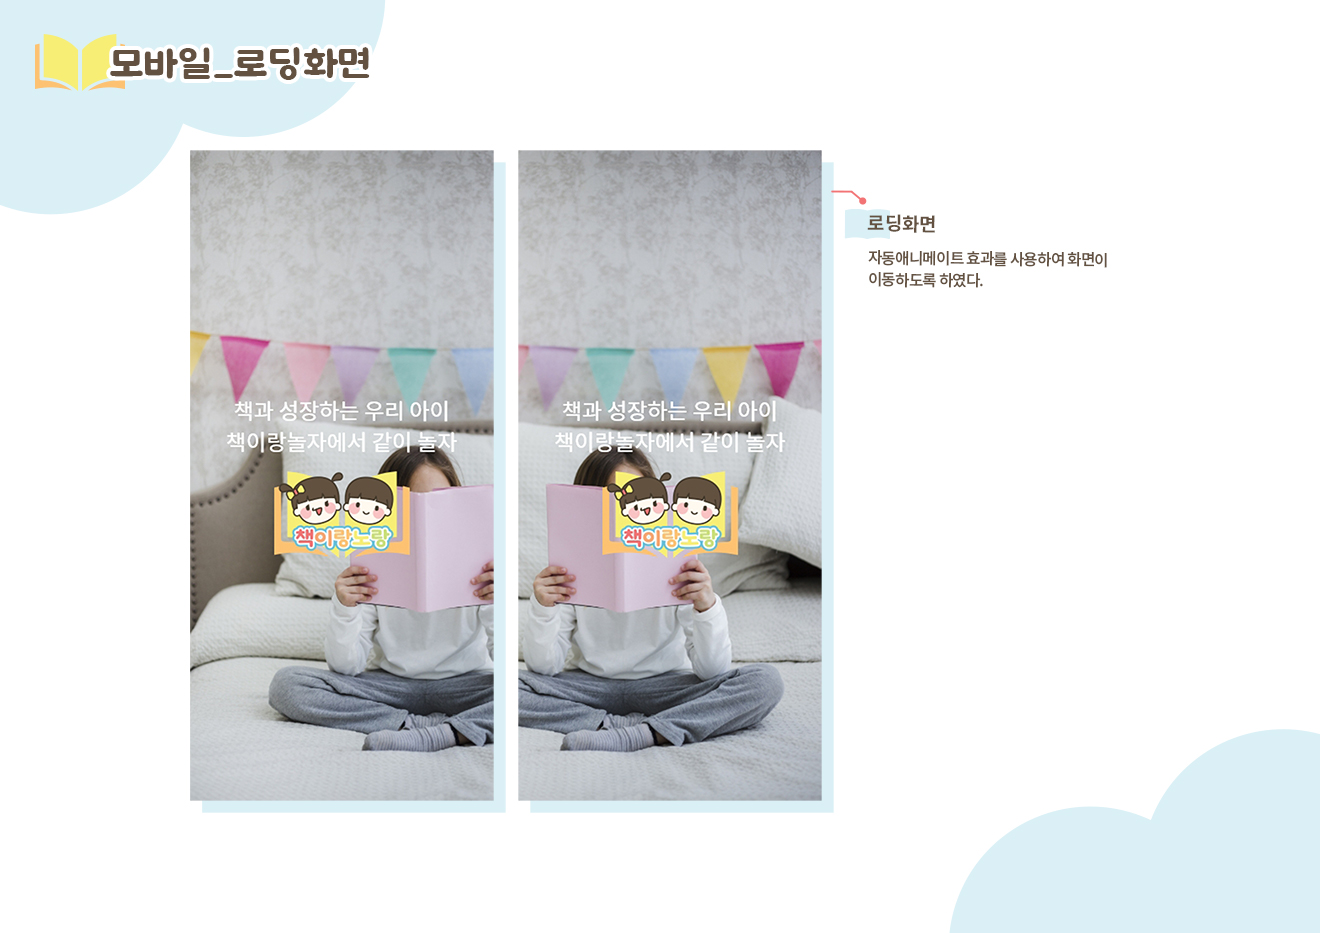 모바일_로딩화면
책과 성장하는 우리 아이
책이랑놀자에서 같이 놀자
책이랑노랑
책과 성장하는 우리 아이
책이랑놀자에서 같이 놀자
책이랑노랑
로딩화면
자동애니메이트 효과를 사용하여 화면이
이동하도록 하였다.